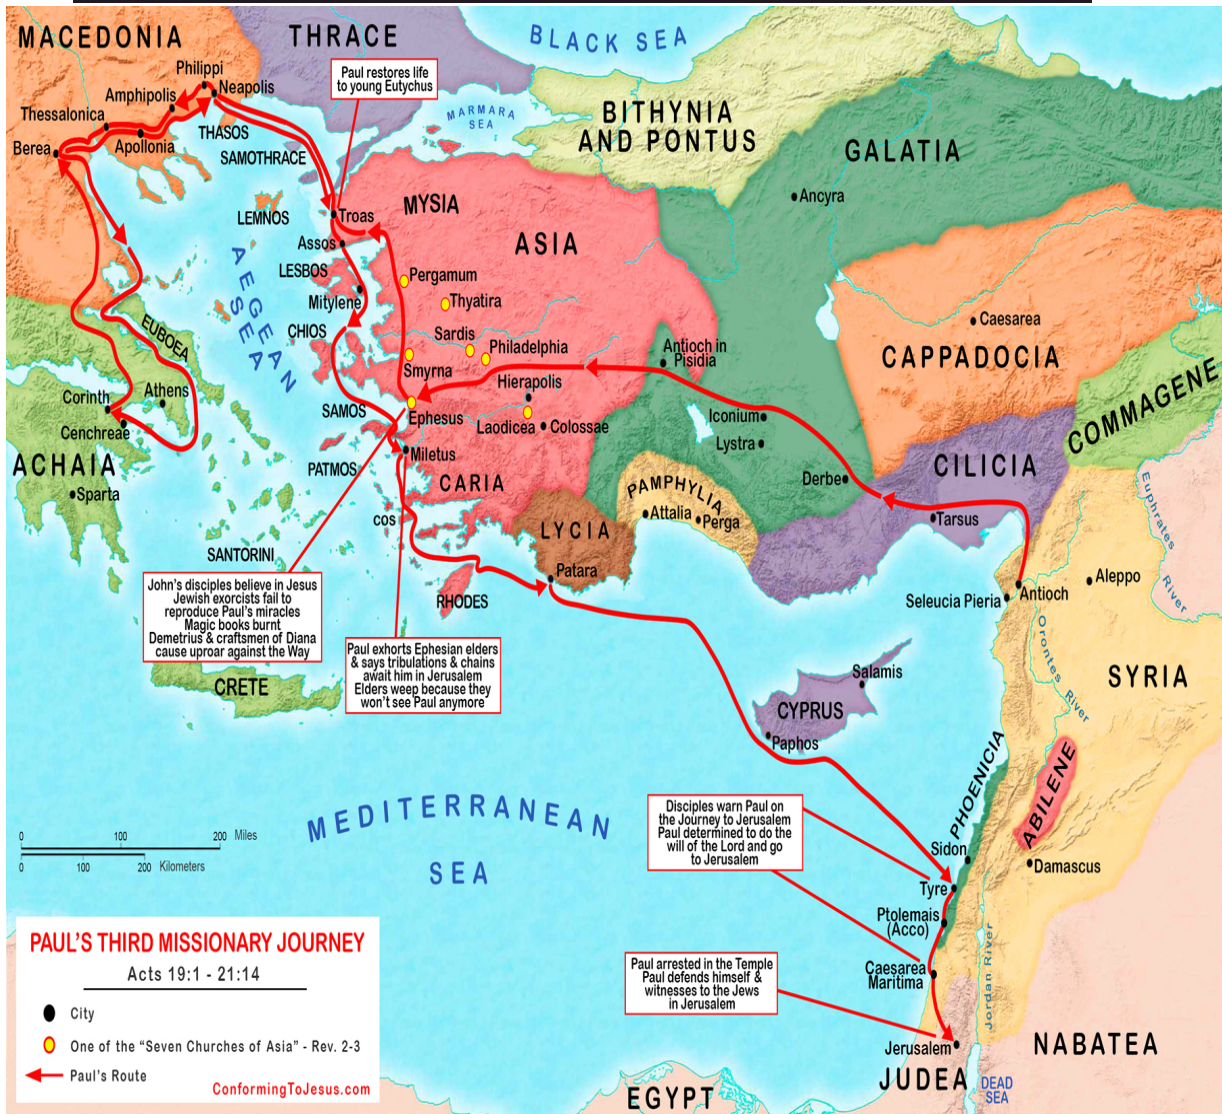 MACEDONIA
THRACE
BLACK SEA
Philippi
Neapolis
Amphipolis
Thessalonica
Berea
Apollonia
THASOS
SAMOTHRACE
Paul restores life
to young Eutychus
MARMARA
SEA
BITHYNIA
AND PONTUS
GALATIA
Ancyra
LEMNOS
Troas
MYSIA
ASIA
Assos
AEGEAN
SEA
LESBOS
Mitylene
Pergamum
Thyatira
CHIOS
Sardis
Philadelphia
Smyrna
Antioch in
Pisidia
Caesarea
CAPPADOCIA
COMMAGENE
EUBOEA
Athens
Corinth
Cenchreae
ACHAIA
Sparta
SAMOS
Ephesus
Hierapolis
Laodicea
Colossae
Iconium
Lystra
Derbe
CILICIA
Tarsus
PATMOS
Miletus
CARIA
COS
LYCIA
PAMPHYLIA
Attalia
Perga
Patara
SANTORINI
RHODES
Euphrates
River
Aleppo
Antioch
Seleucia Pieria
Orontes River
SYRIA
John's disciples believe in Jesus
Jewish exorcists fail to
reproduce Paul's miracles
Magic books burnt
Demetrius & craftsmen of Diana
cause uproar against the Way
Paul exhorts Ephesian elders
& says tribulations & chains
await him in Jerusalem
Elders weep because they
won't see Paul anymore
CRETE
Salamis
CYPRUS
Paphos
MEDITERRANEAN
SEA
PHOENICIA
ABILENE
Disciples warn Paul on
the Journey to Jerusalem
Paul determined to do the
will of the Lord and go
to Jerusalem
Sidon
Damascus
Tyre
Ptolemais
(Acco)
Caesarea
Maritima
Jordan River
Paul arrested in the Temple
Paul defends himself &
witnesses to the Jews
in Jerusalem
Jerusalem
JUDEA
DEAD
SEA
NABATEA
EGYPT
0 100 200 Miles
0 100 200 Kilometers
PAUL'S THIRD MISSIONARY JOURNEY
Acts 19:1 - 21:14
City
One of the "Seven Churches of Asia" - Rev. 2-3
Paul's Route
ConformingToJesus.com